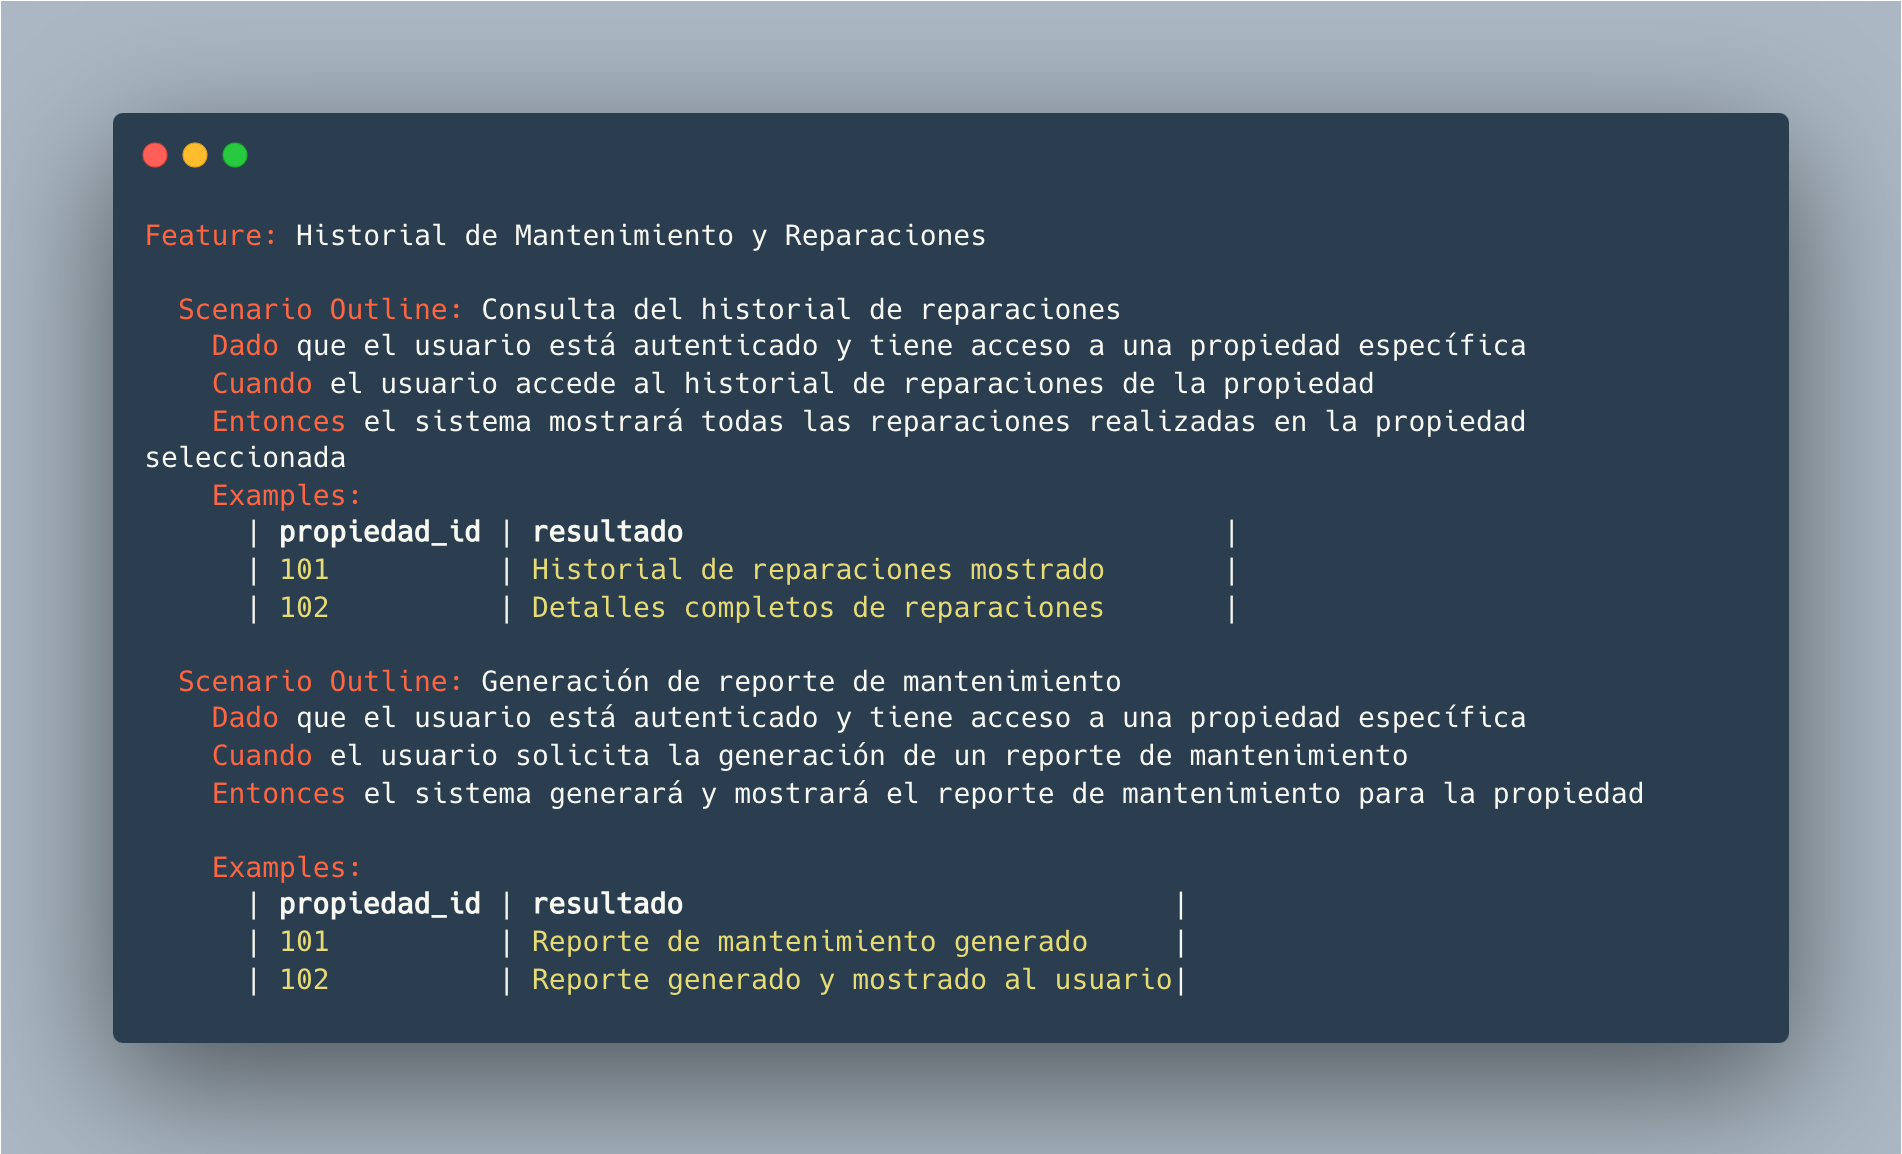 Feature: Historial de Mantenimiento y Reparaciones
Scenario Outline: Consulta del historial de reparaciones
Dado que el usuario está autenticado y tiene acceso a una propiedad específica
Cuando el usuario accede al historial de reparaciones de la propiedad
Entonces el sistema mostrará todas las reparaciones realizadas en la propiedad
seleccionada
Examples:
| propiedad_id | resultado |
| 101 | Historial de reparaciones mostrado |
| 102 | Detalles completos de reparaciones |
Scenario Outline: Generación de reporte de mantenimiento
Dado que el usuario está autenticado y tiene acceso a una propiedad específica
Cuando el usuario solicita la generación de un reporte de mantenimiento
Entonces el sistema generará y mostrará el reporte de mantenimiento para la propiedad
Examples:
| propiedad_id | resultado |
| 101 | Reporte de mantenimiento generado |
| 102 | Reporte generado y mostrado al usuario|